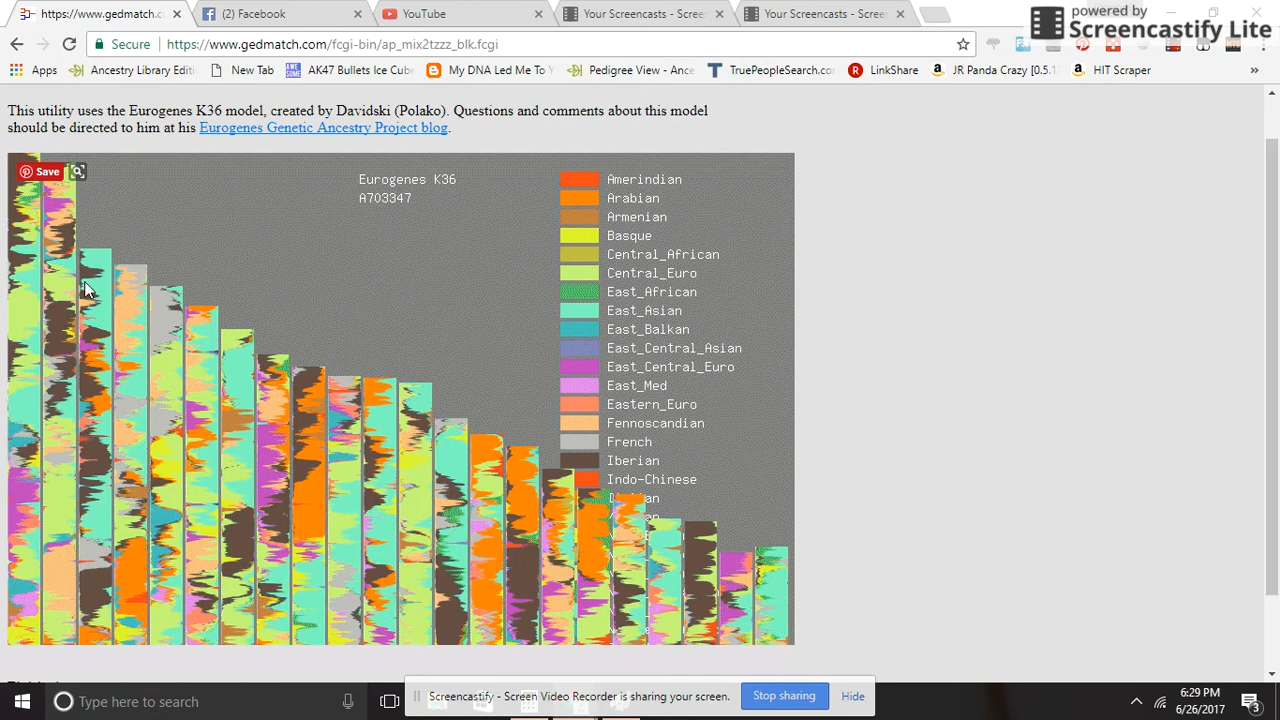 https://www.gedmatch.c
(2) Facebook
YouTube
Your Screencasts - Scree
Your Screencasts - Scree
powered by
Screencastify Lite
Secure
https://www.gedmatch.com/fcgi-bin/ap_mix2tzzz_blk.fcgi
Apps
Ancestry Library Editi
New Tab
AK47 Bullets Ice Cube
My DNA Led Me T
Pedigree View - Ance
TruePeopleSearch.co
LinkShare
JR Panda Crazy [0.5.1
HIT Scraper
This utility uses the Eurogenes K36 model, created by Davidski (Polako). Questions and comments about this model
should be directed to him at his Eurogenes Genetic Ancestry Project blog.
Save
Eurogenes K36
A703347
Amerindian
Arabian
Armenian
Basque
Central_African
Central_Euro
East_African
East_Asian
East_Balkan
East_Central_Asian
East_Central_Euro
East_Med
Eastern_Euro
Fennoscandian
French
Iberian
Indo-Chinese
Type here to search
Screencastify - Screen Video Recorder is sharing your screen.
Stop sharing
Hide
6:29 PM
6/26/2017
3